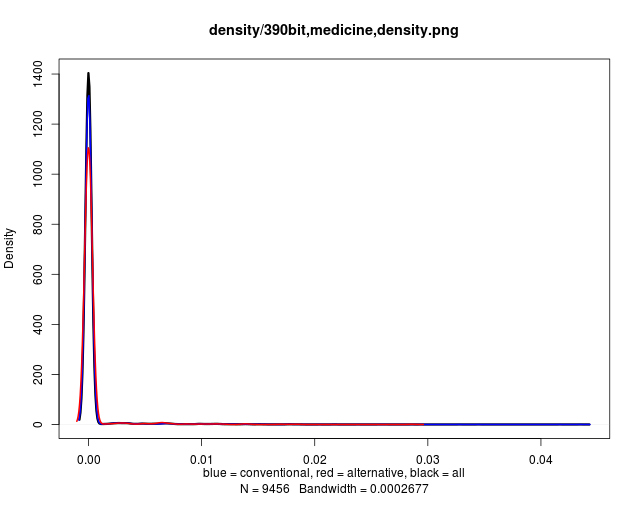 density/390bit,medicine,density.png
Density
1400
1200
1000
800
600
400
200
0
0.00 0.01 0.02 0.03 0.04
blue = conventional, red = alternative, black = all
N = 9456 Bandwidth = 0.0002677